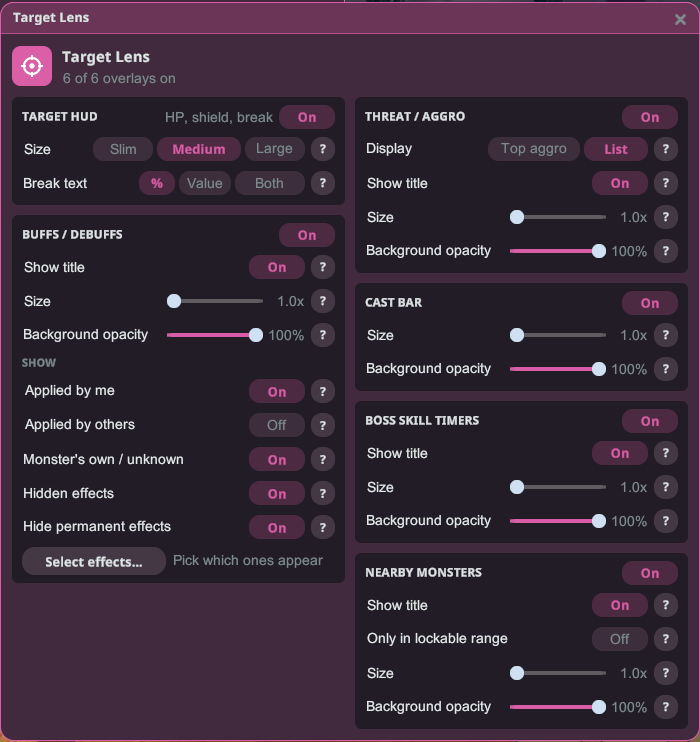 Target Lens
Target Lens
6 of 6 overlays on
TARGET HUD HP, shield, break On
Size Slim Medium Large ?
Break text % Value Both ?
BUFFS / DEBUFFS On
Show title On ?
Size 1.0x ?
Background opacity 100% ?
SHOW
Applied by me On ?
Applied by others Off ?
Monster's own / unknown On ?
Hidden effects On ?
Hide permanent effects On ?
Select effects... Pick which ones appear
THREAT / AGGRO On
Display Top aggro List ?
Show title On ?
Size 1.0x ?
Background opacity 100% ?
CAST BAR On
Size 1.0x ?
Background opacity 100% ?
BOSS SKILL TIMERS On
Show title On ?
Size 1.0x ?
Background opacity 100% ?
NEARBY MONSTERS On
Show title On ?
Only in lockable range Off ?
Size 1.0x ?
Background opacity 100% ?